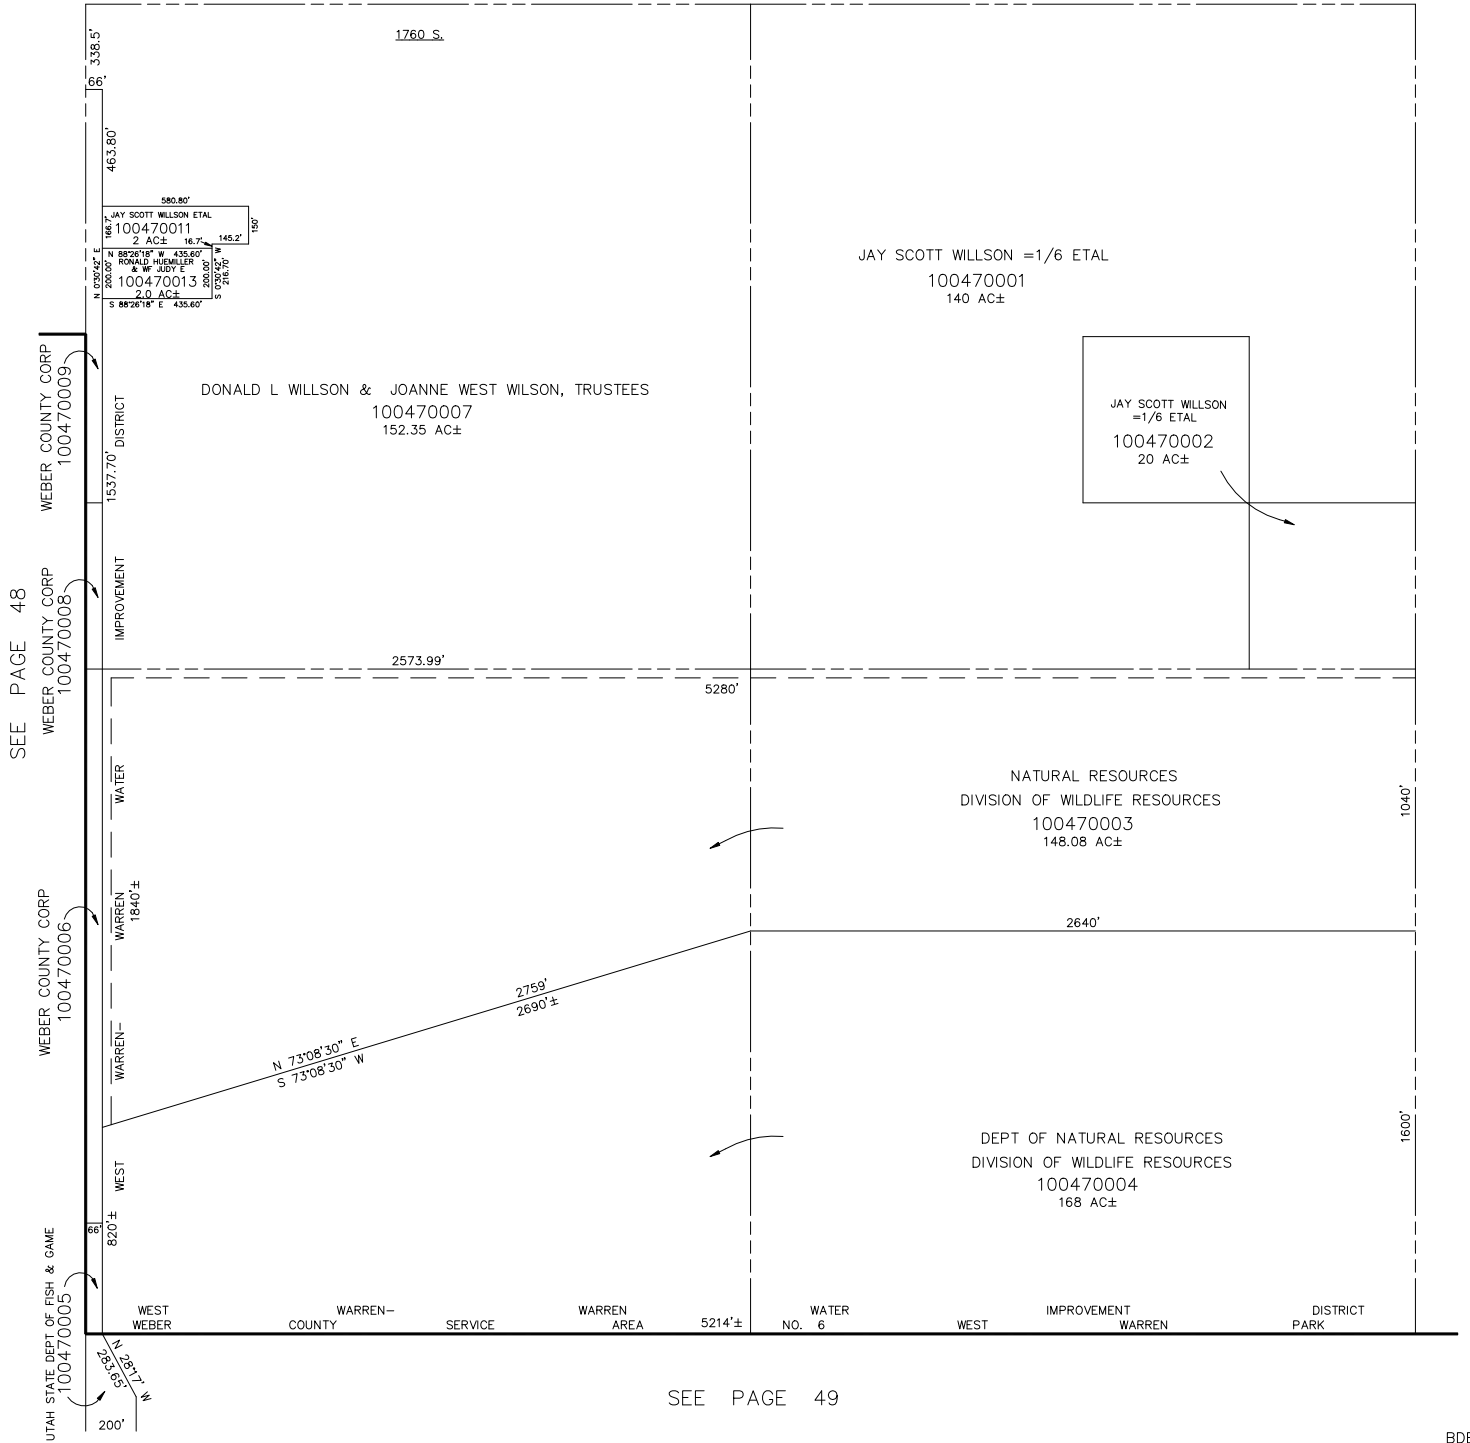 1760 S.
338.5'
66'
463.80'
580.80'
JAY SCOTT WILLSON ETAL
100470011
2 AC±
166.7'
16.7'
145.2'
150'
N 88°26'18" W 435.60'
RONALD HUEMILLER
& WF JUDY E
100470013
2.0 AC±
S 88°26'18" E 435.60'
N 0°30'42" E
200.00'
200.00'
S 0°30'42" W
216.70'
JAY SCOTT WILLSON =1/6 ETAL
100470001
140 AC±
DONALD L WILLSON & JOANNE WEST WILSON, TRUSTEES
100470007
152.35 AC±
JAY SCOTT WILLSON
=1/6 ETAL
100470002
20 AC±
WEBER COUNTY CORP
100470009
DISTRICT
1537.70'
IMPROVEMENT
SEE PAGE 48
WEBER COUNTY CORP
100470008
2573.99'
5280'
WATER
WARREN
1840'±
WARREN-
WEST
NATURAL RESOURCES
DIVISION OF WILDLIFE RESOURCES
100470003
148.08 AC±
1040'
2640'
WEBER COUNTY CORP
100470006
2759'
2690'±
N 73°08'30" E
S 73°08'30" W
DEPT OF NATURAL RESOURCES
DIVISION OF WILDLIFE RESOURCES
100470004
168 AC±
1600'
66'
820'±
UTAH STATE DEPT OF FISH & GAME
100470005
WEST WARREN- WARREN WATER IMPROVEMENT DISTRICT
WEBER COUNTY SERVICE AREA 5214'± NO. 6 WEST WARREN PARK
N 28°17' W
283.65'
200'
SEE PAGE 49